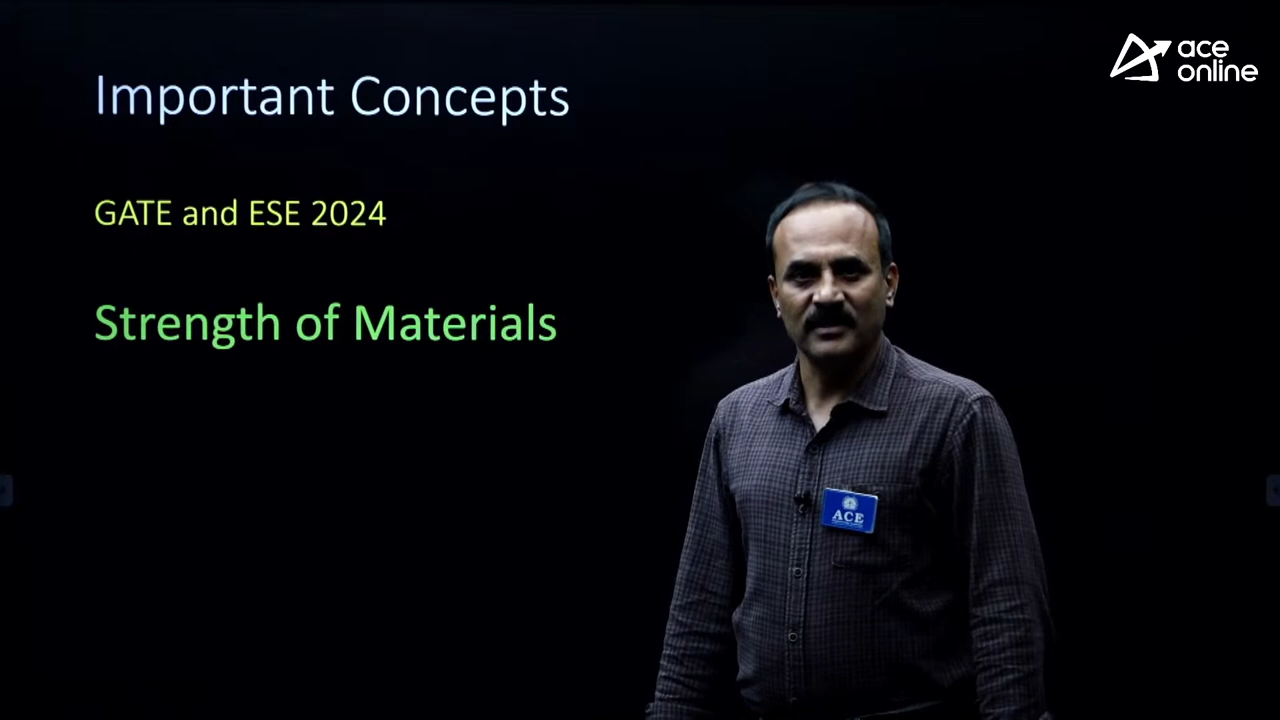 Important Concepts
GATE and ESE 2024
Strength of Materials
ace
online
ACE